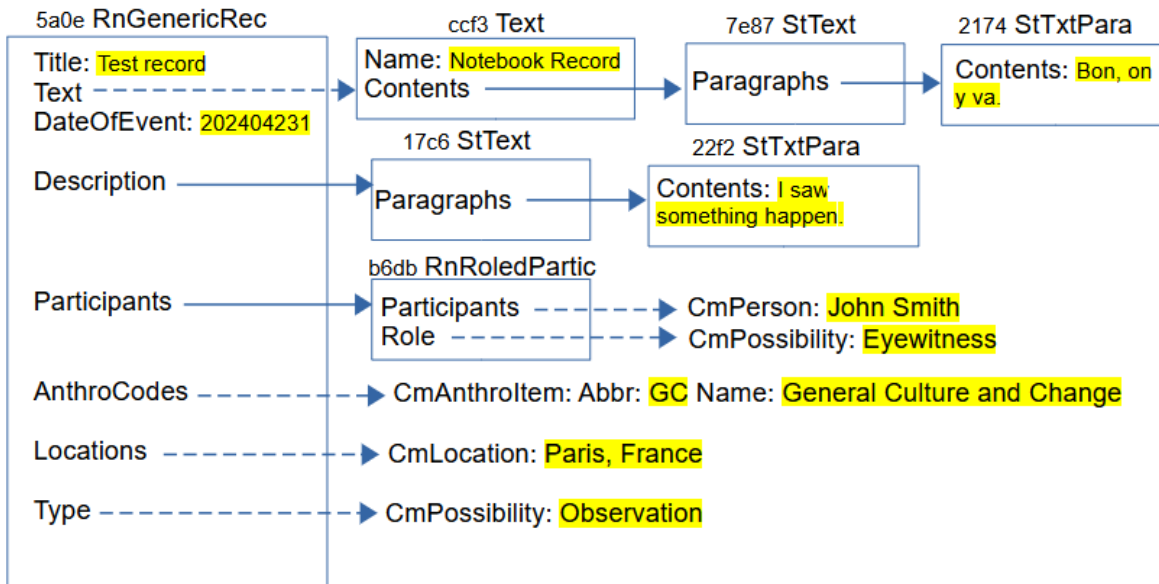 5a0e RnGenericRec
Title: Test record
Text
DateOfEvent: 202404231
Description
Participants
AnthroCodes
Locations
Type
ccf3 Text
Name: Notebook Record
Contents
7e87 StText
Paragraphs
2174 StTxtPara
Contents: Bon, on
y va.
17c6 StText
Paragraphs
22f2 StTxtPara
Contents: I saw
something happen.
b6db RnRoledPartic
Participants
Role
CmPerson: John Smith
CmPossibility: Eyewitness
CmAnthroItem: Abbr: GC Name: General Culture and Change
CmLocation: Paris, France
CmPossibility: Observation